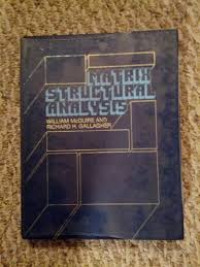 MATRIX
STRUCTURAL
ANALYSIS
WILLIAM McGUIRE AND
RICHARD H. GALLAGHER